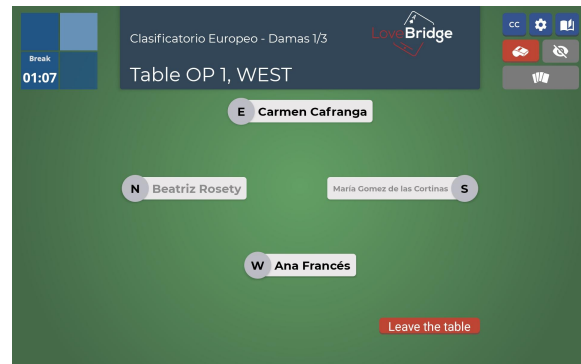 Break
01:07
Clasificatorio Europeo - Damas 1/3
LoveBridge
Table OP 1, WEST
CC
E Carmen Cafranga
N Beatriz Rosety
María Gomez de las Cortinas S
W Ana Francés
Leave the table